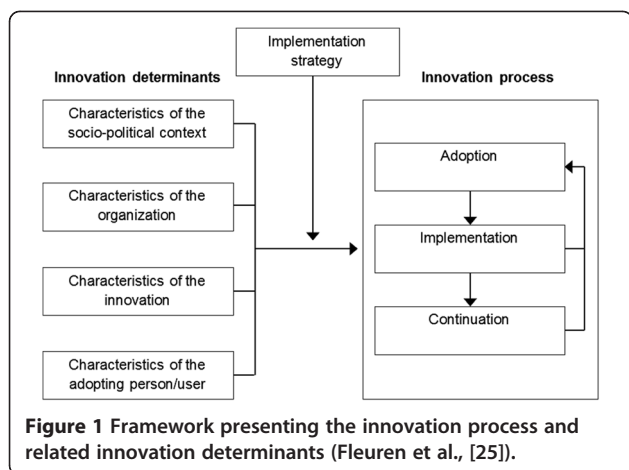 Implementation
strategy
Innovation determinants
Innovation process
Characteristics of the
socio-political context
Characteristics of the
organization
Characteristics of the
innovation
Characteristics of the
adopting person/user
Adoption
Implementation
Continuation
Figure 1 Framework presenting the innovation process and
related innovation determinants (Fleuren et al., [25]).